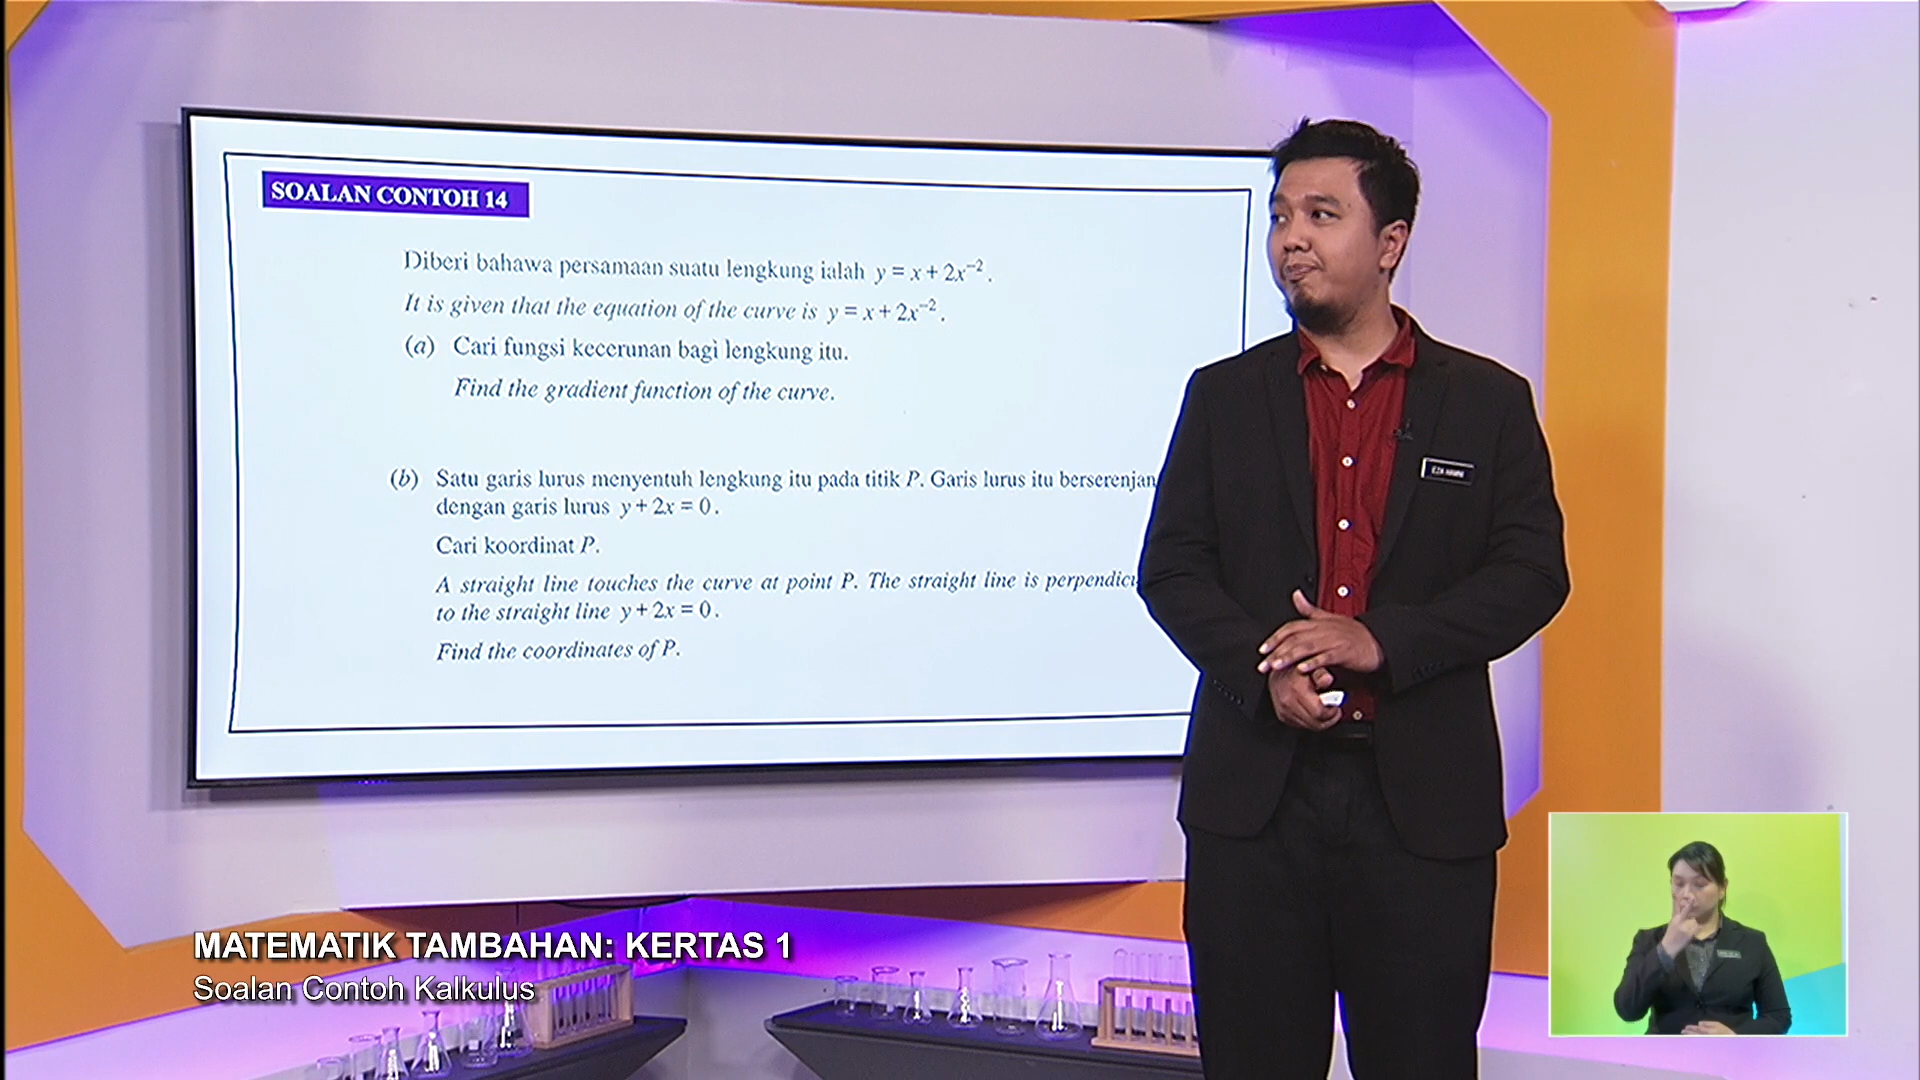 SOALAN CONTOH 14
Diberi bahawa persamaan suatu lengkung ialah y = x + 2x⁻².
It is given that the equation of the curve is y = x + 2x⁻².
(a) Cari fungsi kecerunan bagi lengkung itu.
Find the gradient function of the curve.
(b) Satu garis lurus menyentuh lengkung itu pada titik P. Garis lurus itu berserenjan
dengan garis lurus y + 2x = 0.
Cari koordinat P.
A straight line touches the curve at point P. The straight line is perpendicu
to the straight line y + 2x = 0.
Find the coordinates of P.
MATEMATIK TAMBAHAN: KERTAS 1
Soalan Contoh Kalkulus